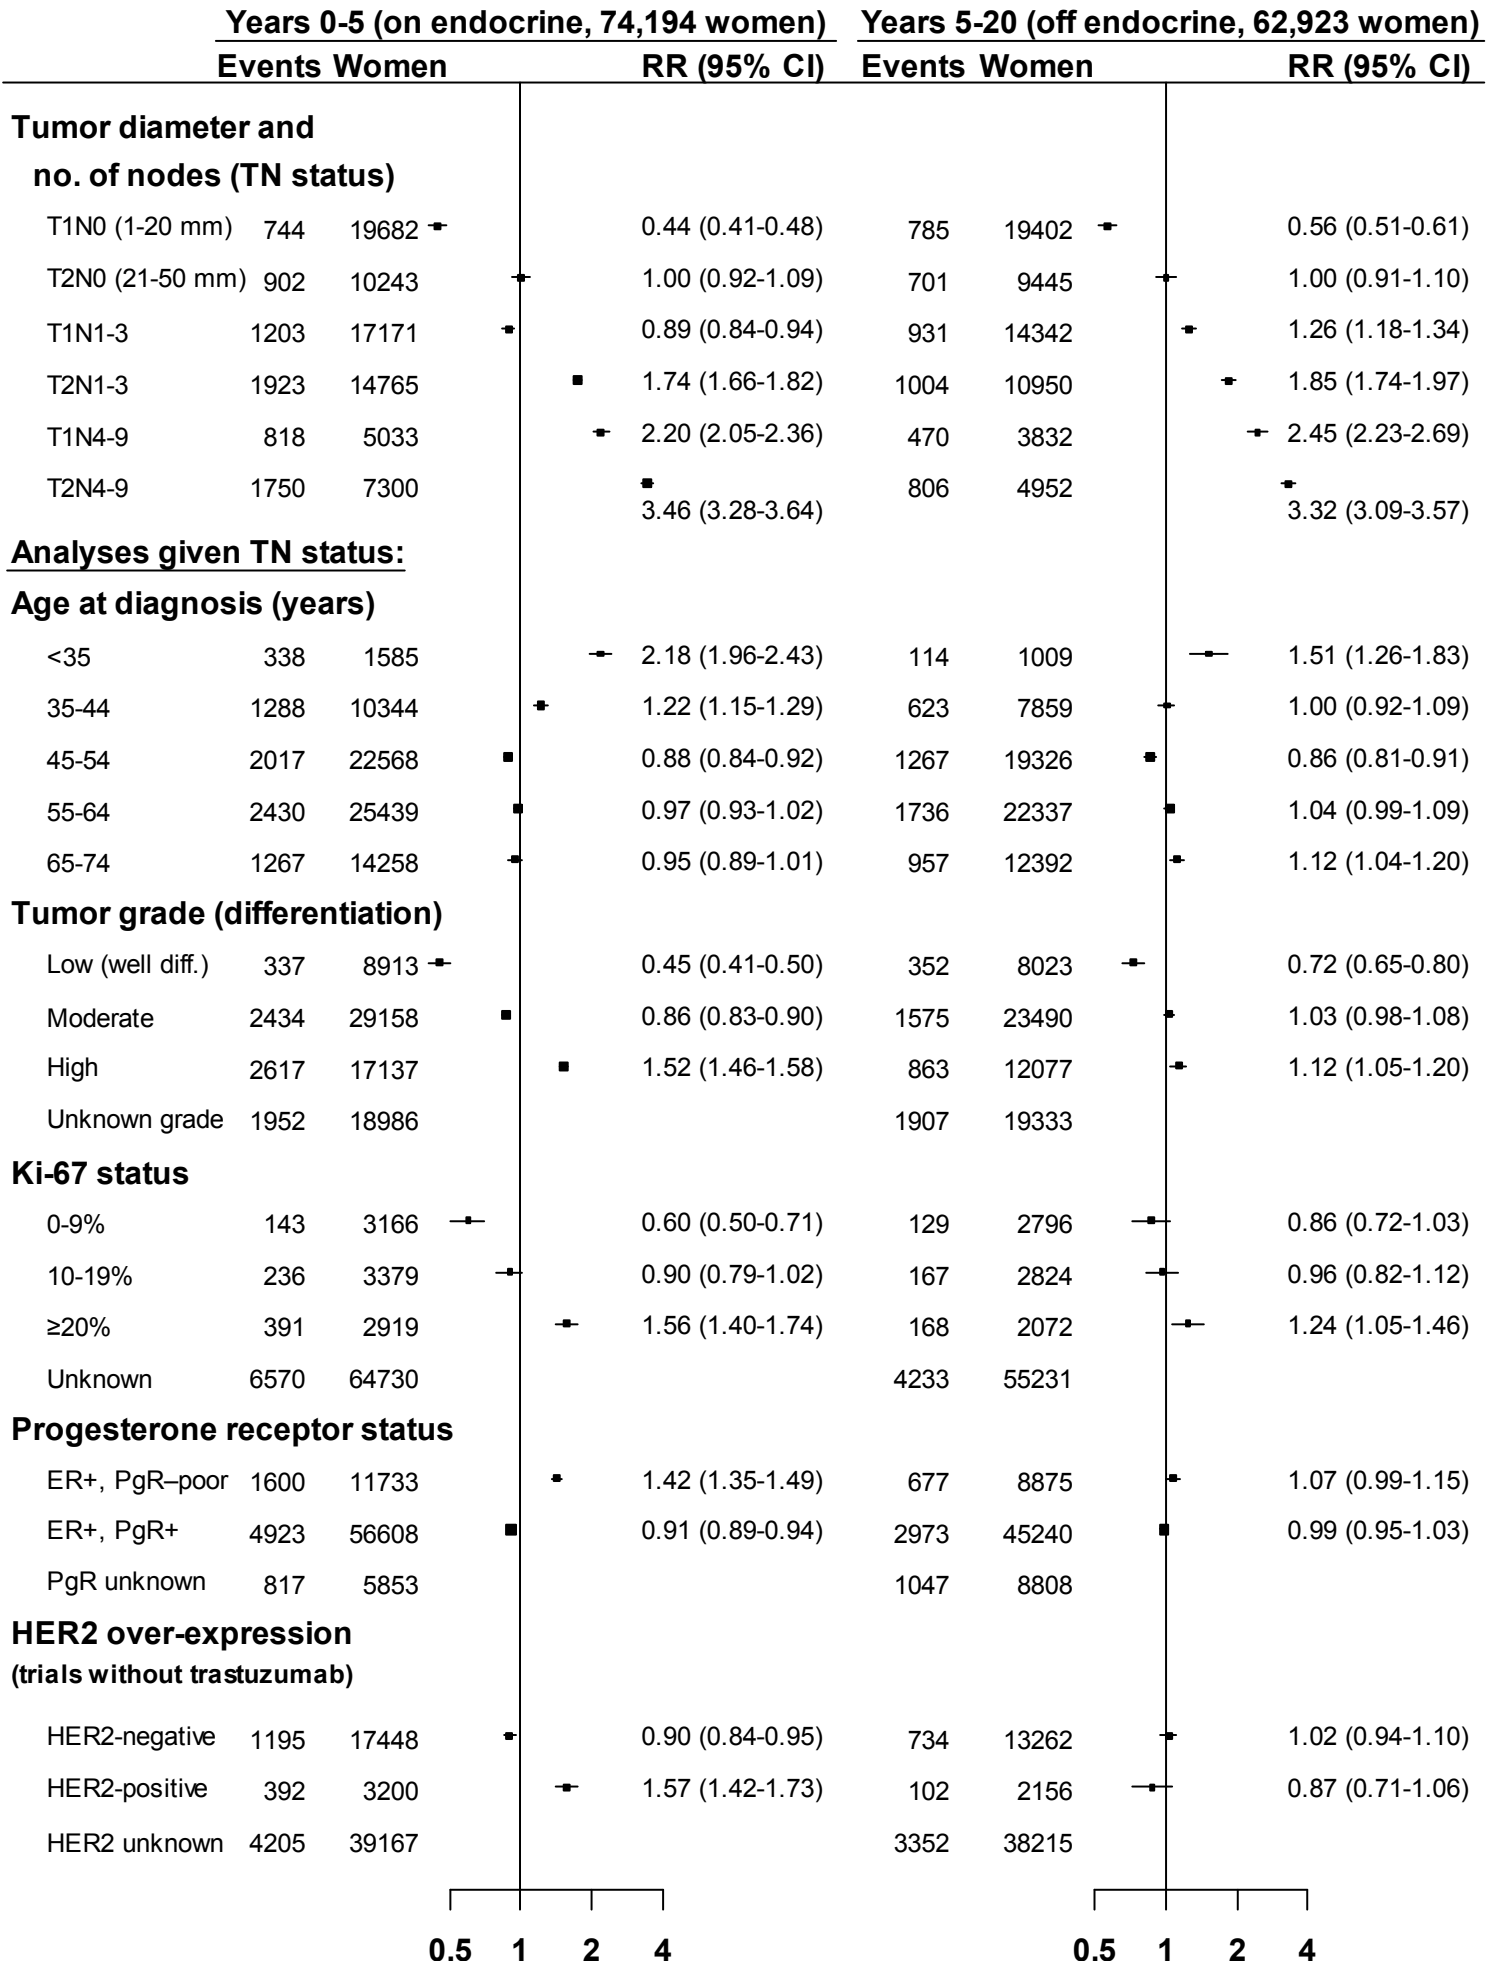 Years 0-5 (on endocrine, 74,194 women) Years 5-20 (off endocrine, 62,923 women)
Events Women RR (95% CI) Events Women RR (95% CI)
Tumor diameter and
no. of nodes (TN status)
T1N0 (1-20 mm) 744 19682 0.44 (0.41-0.48) 785 19402 0.56 (0.51-0.61)
T2N0 (21-50 mm) 902 10243 1.00 (0.92-1.09) 701 9445 1.00 (0.91-1.10)
T1N1-3 1203 17171 0.89 (0.84-0.94) 931 14342 1.26 (1.18-1.34)
T2N1-3 1923 14765 1.74 (1.66-1.82) 1004 10950 1.85 (1.74-1.97)
T1N4-9 818 5033 2.20 (2.05-2.36) 470 3832 2.45 (2.23-2.69)
T2N4-9 1750 7300 3.46 (3.28-3.64) 806 4952 3.32 (3.09-3.57)
Analyses given TN status:
Age at diagnosis (years)
<35 338 1585 2.18 (1.96-2.43) 114 1009 1.51 (1.26-1.83)
35-44 1288 10344 1.22 (1.15-1.29) 623 7859 1.00 (0.92-1.09)
45-54 2017 22568 0.88 (0.84-0.92) 1267 19326 0.86 (0.81-0.91)
55-64 2430 25439 0.97 (0.93-1.02) 1736 22337 1.04 (0.99-1.09)
65-74 1267 14258 0.95 (0.89-1.01) 957 12392 1.12 (1.04-1.20)
Tumor grade (differentiation)
Low (well diff.) 337 8913 0.45 (0.41-0.50) 352 8023 0.72 (0.65-0.80)
Moderate 2434 29158 0.86 (0.83-0.90) 1575 23490 1.03 (0.98-1.08)
High 2617 17137 1.52 (1.46-1.58) 863 12077 1.12 (1.05-1.20)
Unknown grade 1952 18986 1907 19333
Ki-67 status
0-9% 143 3166 0.60 (0.50-0.71) 129 2796 0.86 (0.72-1.03)
10-19% 236 3379 0.90 (0.79-1.02) 167 2824 0.96 (0.82-1.12)
≥20% 391 2919 1.56 (1.40-1.74) 168 2072 1.24 (1.05-1.46)
Unknown 6570 64730 4233 55231
Progesterone receptor status
ER+, PgR–poor 1600 11733 1.42 (1.35-1.49) 677 8875 1.07 (0.99-1.15)
ER+, PgR+ 4923 56608 0.91 (0.89-0.94) 2973 45240 0.99 (0.95-1.03)
PgR unknown 817 5853 1047 8808
HER2 over-expression
(trials without trastuzumab)
HER2-negative 1195 17448 0.90 (0.84-0.95) 734 13262 1.02 (0.94-1.10)
HER2-positive 392 3200 1.57 (1.42-1.73) 102 2156 0.87 (0.71-1.06)
HER2 unknown 4205 39167 3352 38215
0.5 1 2 4 0.5 1 2 4